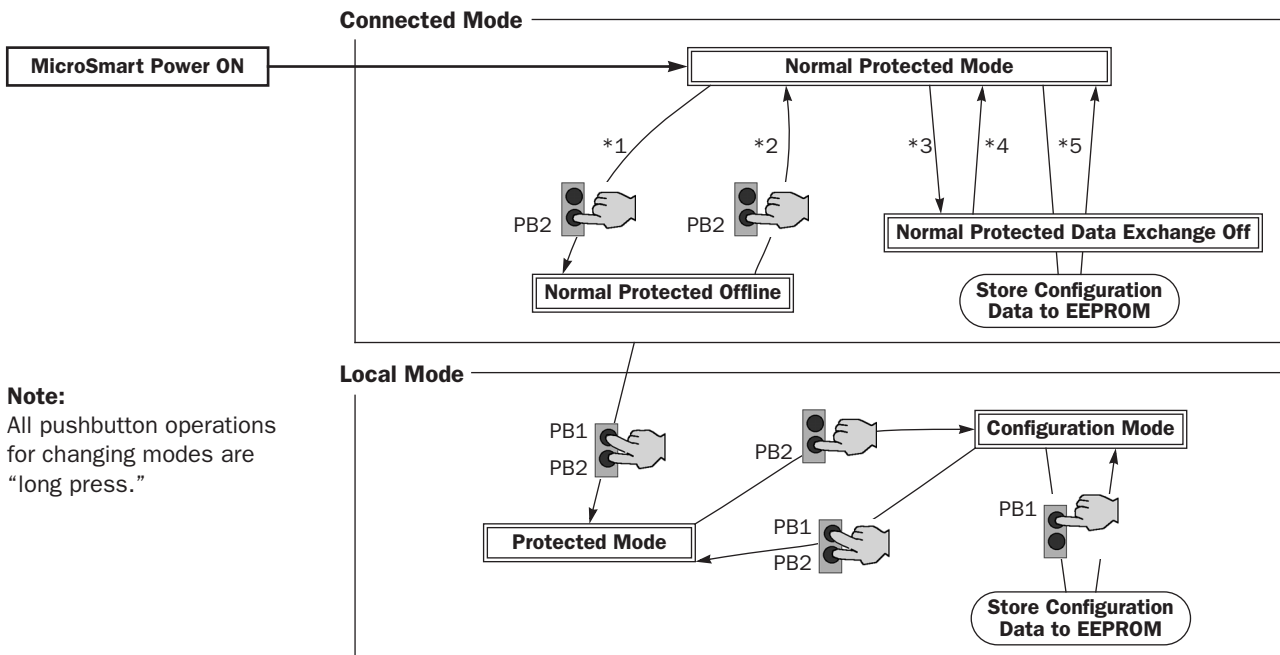 Connected Mode
MicroSmart Power ON
Normal Protected Mode
*1
*2
*3
*4
*5
PB2
PB2
Normal Protected Data Exchange Off
Normal Protected Offline
Store Configuration
Data to EEPROM
Local Mode
Note:
All pushbutton operations
for changing modes are
“long press.”
PB1
PB2
PB2
Configuration Mode
Protected Mode
PB1
PB2
PB1
Store Configuration
Data to EEPROM